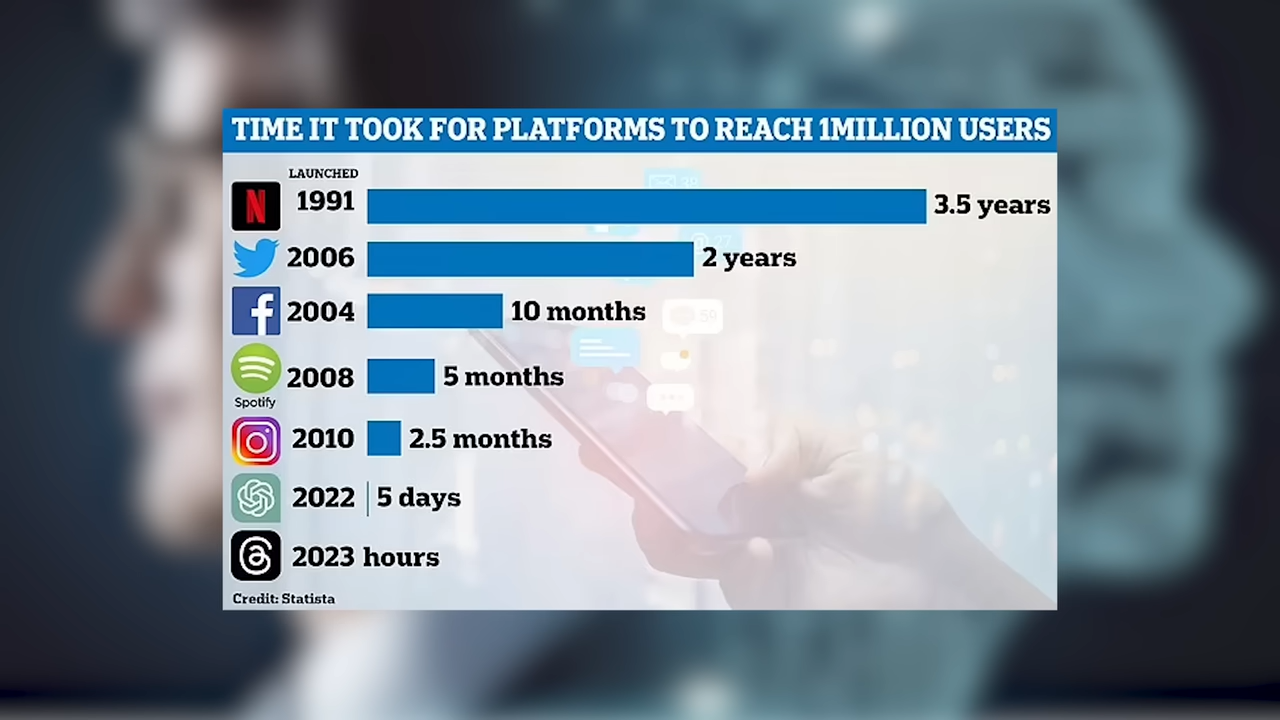 TIME IT TOOK FOR PLATFORMS TO REACH 1MILLION USERS
LAUNCHED
N 1991 3.5 years
2006 2 years
f 2004 10 months
2008 5 months
Spotify
2010 2.5 months
2022 5 days
2023 hours
Credit: Statista